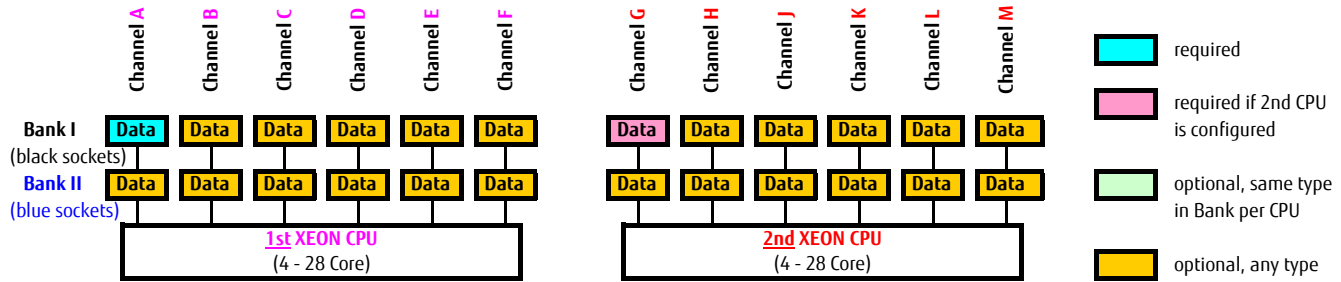 Channel A
Channel B
Channel C
Channel D
Channel E
Channel F
Channel G
Channel H
Channel J
Channel K
Channel L
Channel M
required
required if 2nd CPU
is configured
Bank I
(black sockets)
Data Data Data Data Data Data Data Data Data Data Data Data
Bank II
(blue sockets)
Data Data Data Data Data Data Data Data Data Data Data Data
optional, same type
in Bank per CPU
1st XEON CPU
(4 - 28 Core)
2nd XEON CPU
(4 - 28 Core)
optional, any type